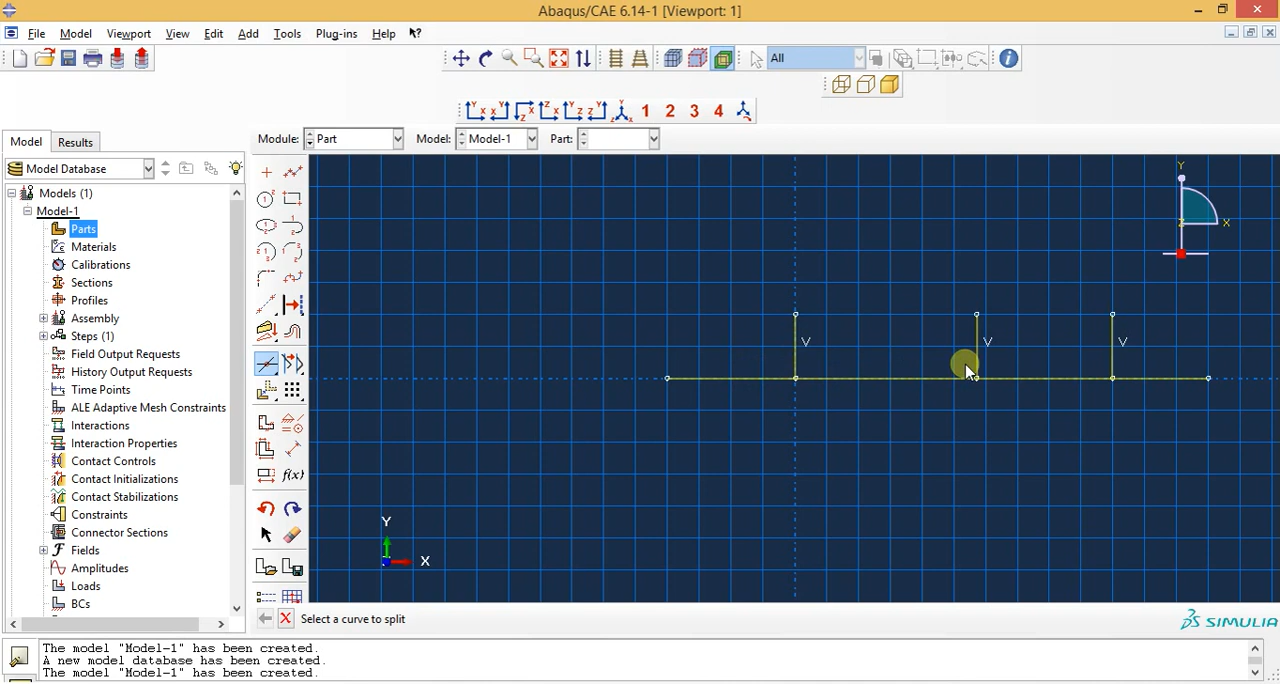 Abaqus/CAE 6.14-1 [Viewport: 1]
File Model Viewport View Edit Add Tools Plug-ins Help
All
1 2 3 4
Model Results
Module: Part Model: Model-1 Part:
Model Database
Models (1)
Model-1
Parts
Materials
Calibrations
Sections
Profiles
Assembly
Steps (1)
Field Output Requests
History Output Requests
Time Points
ALE Adaptive Mesh Constraints
Interactions
Interaction Properties
Contact Controls
Contact Initializations
Contact Stabilizations
Constraints
Connector Sections
Fields
Amplitudes
Loads
BCs
f(x)
Y
X
Z
V V V
Y
X
Select a curve to split
SIMULIA
The model "Model-1" has been created.
A new model database has been created.
The model "Model-1" has been created.